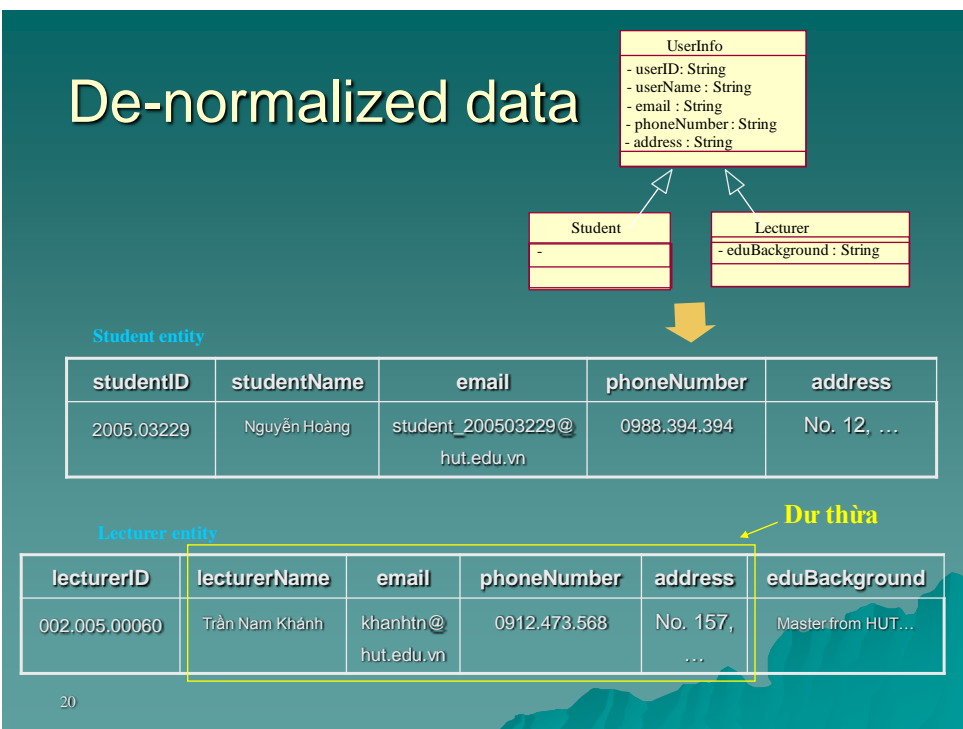 De-normalized data
UserInfo
- userID: String
- userName : String
- email : String
- phoneNumber : String
- address : String
Student
-
Lecturer
- eduBackground : String
Student entity
studentID studentName email phoneNumber address
2005.03229 Nguyễn Hoàng student_200503229@ 0988.394.394 No. 12, …
hut.edu.vn
Dư thừa
Lecturer entity
lecturerID lecturerName email phoneNumber address eduBackground
002.005.00060 Trần Nam Khánh khanhtn@ 0912.473.568 No. 157, Master from HUT…
hut.edu.vn …
20